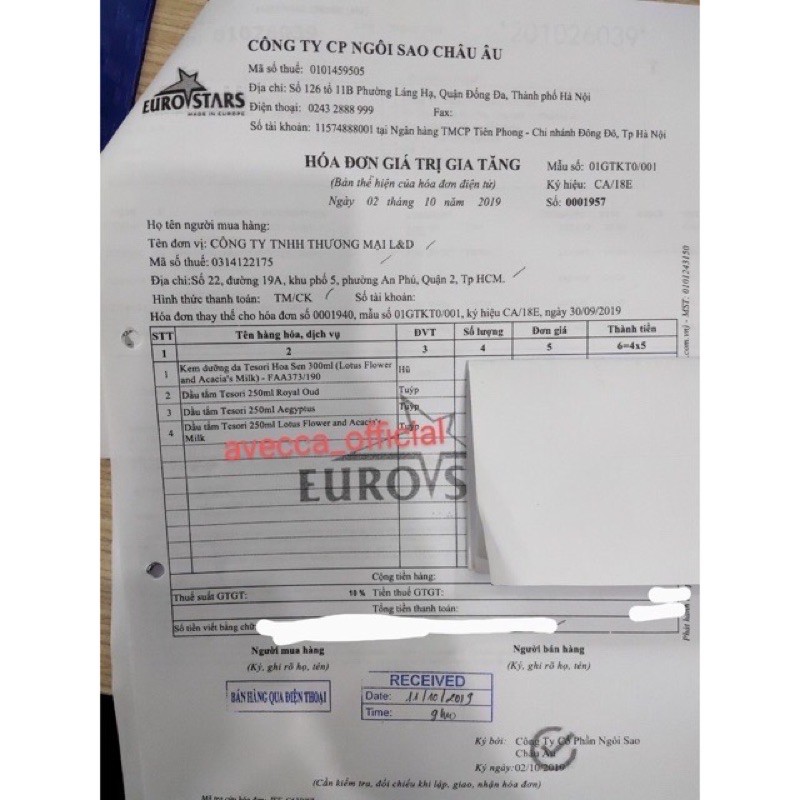 CÔNG TY CP NGÔI SAO CHÂU ÂU
Mã số thuế: 0101459505
Địa chỉ: Số 126 tổ 11B Phường Láng Hạ, Quận Đống Đa, Thành phố Hà Nội
EUROSTARS
MADE IN EUROPE
Điện thoại: 0243 2888 999 Fax:
Số tài khoản: 11574888001 tại Ngân hàng TMCP Tiên Phong - Chi nhánh Đông Đô, Tp Hà Nội
HÓA ĐƠN GIÁ TRỊ GIA TĂNG
(Bản thể hiện của hóa đơn điện tử)
Ngày 02 tháng 10 năm 2019
Mẫu số: 01GTKT0/001
Ký hiệu: CA/18E
Số: 0001957
Họ tên người mua hàng:
Tên đơn vị: CÔNG TY TNHH THƯƠNG MẠI L&D
Mã số thuế: 0314122175
Địa chỉ:Số 22, đường 19A, khu phố 5, phường An Phú, Quận 2, Tp HCM.
Hình thức thanh toán: TM/CK Số tài khoản:
Hóa đơn thay thế cho hóa đơn số 0001940, mẫu số 01GTKT0/001, ký hiệu CA/18E, ngày 30/09/2019
STT Tên hàng hóa, dịch vụ ĐVT Số lượng Đơn giá Thành tiền
1 2 3 4 5 6=4x5
1 Kem dưỡng da Tesori Hoa Sen 300ml (Lotus Flower and Acacia's Milk) - FAA373/190 Hũ
2 Dầu tắm Tesori 250ml Royal Oud Tuýp
3 Dầu tắm Tesori 250ml Aegyptus Tuýp
4 Dầu tắm Tesori 250ml Lotus Flower and Acacia's Milk Tuýp
avecca_official
EUROVS
Cộng tiền hàng:
Thuế suất GTGT: 10 % Tiền thuế GTGT:
Tổng tiền thanh toán:
Số tiền viết bằng chữ:
Người mua hàng
(Ký, ghi rõ họ, tên)
Người bán hàng
(Ký, ghi rõ họ, tên)
BÁN HÀNG QUA ĐIỆN THOẠI
RECEIVED
Date: 11/10/2019
Time:
Ký bởi: Công Ty Cổ Phần Ngôi Sao
Châu Âu
Ký ngày:02/10/2019
(Cần kiểm tra, đối chiếu khi lập, giao, nhận hóa đơn)
.com.vn) - MST: 0101243150
Phát hành